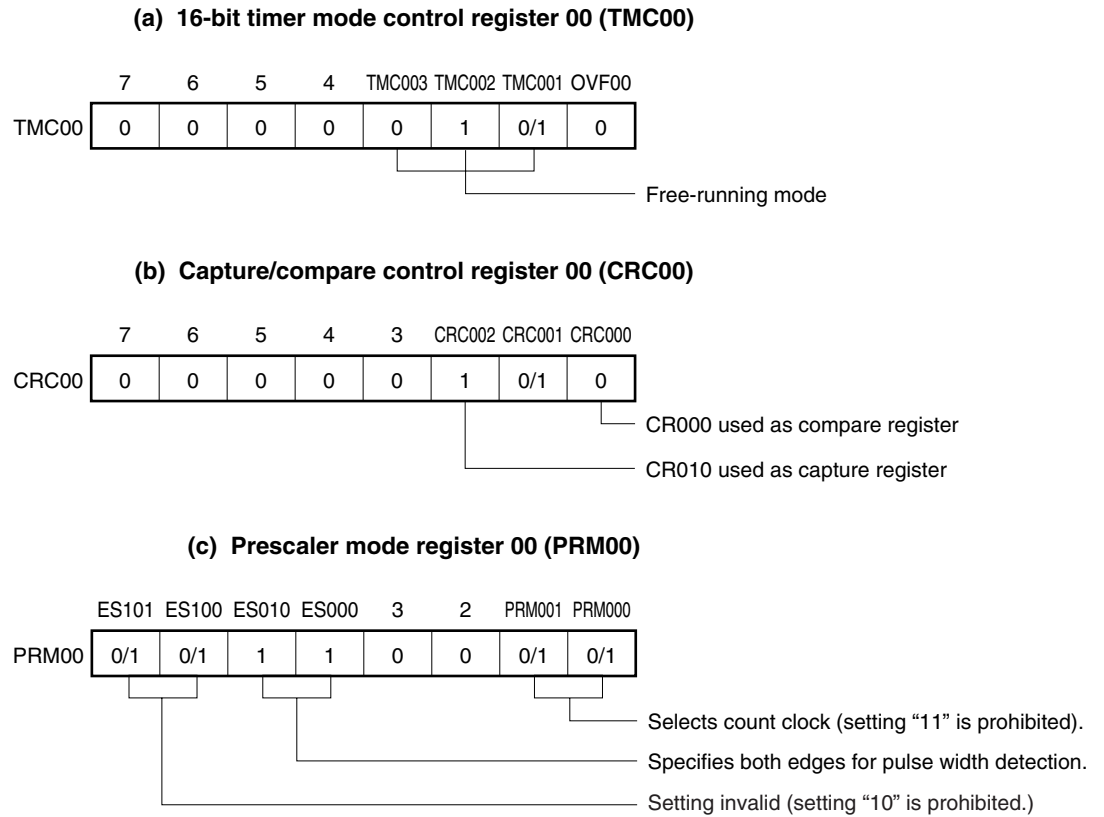 (a) 16-bit timer mode control register 00 (TMC00)
7 6 5 4 TMC003 TMC002 TMC001 OVF00
TMC00 0 0 0 0 0 1 0/1 0
Free-running mode
(b) Capture/compare control register 00 (CRC00)
7 6 5 4 3 CRC002 CRC001 CRC000
CRC00 0 0 0 0 0 1 0/1 0
CR000 used as compare register
CR010 used as capture register
(c) Prescaler mode register 00 (PRM00)
ES101 ES100 ES010 ES000 3 2 PRM001 PRM000
PRM00 0/1 0/1 1 1 0 0 0/1 0/1
Selects count clock (setting “11” is prohibited).
Specifies both edges for pulse width detection.
Setting invalid (setting “10” is prohibited.)